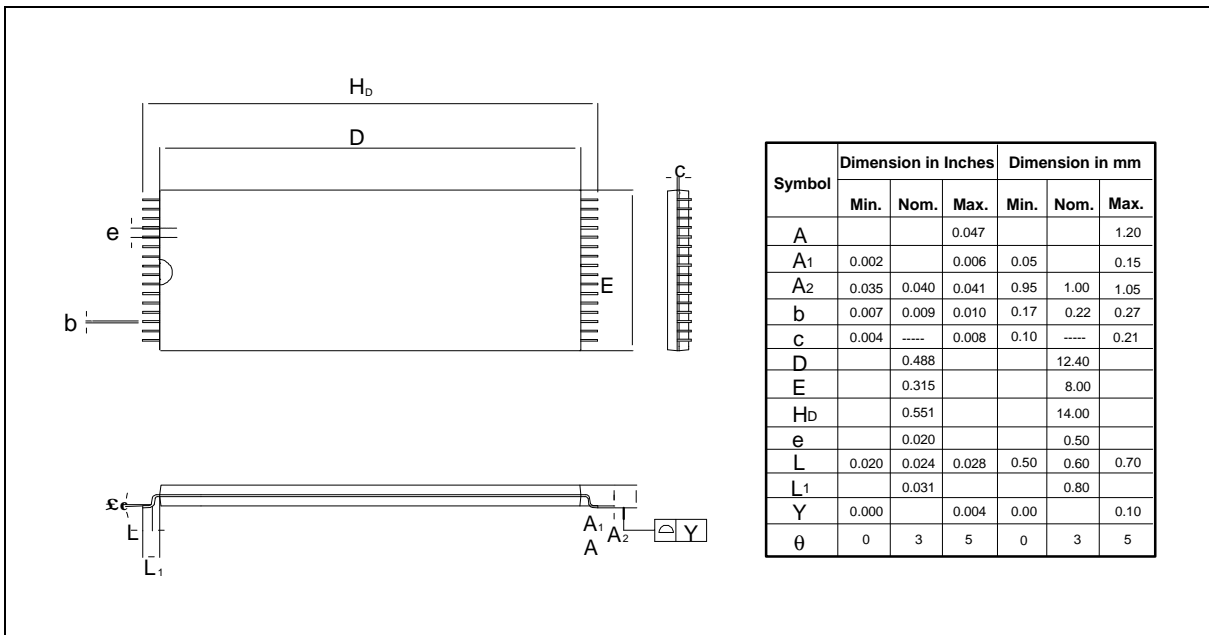 H D
D
c
e
E
b
£c
L
L 1
A 1
A
A 2
Y
Symbol Dimension in Inches Dimension in mm
Min. Nom. Max. Min. Nom. Max.
A 0.047 1.20
A1 0.002 0.006 0.05 0.15
A2 0.035 0.040 0.041 0.95 1.00 1.05
b 0.007 0.009 0.010 0.17 0.22 0.27
c 0.004 ----- 0.008 0.10 ----- 0.21
D 0.488 12.40
E 0.315 8.00
HD 0.551 14.00
e 0.020 0.50
L 0.020 0.024 0.028 0.50 0.60 0.70
L1 0.031 0.80
Y 0.000 0.004 0.00 0.10
θ 0 3 5 0 3 5